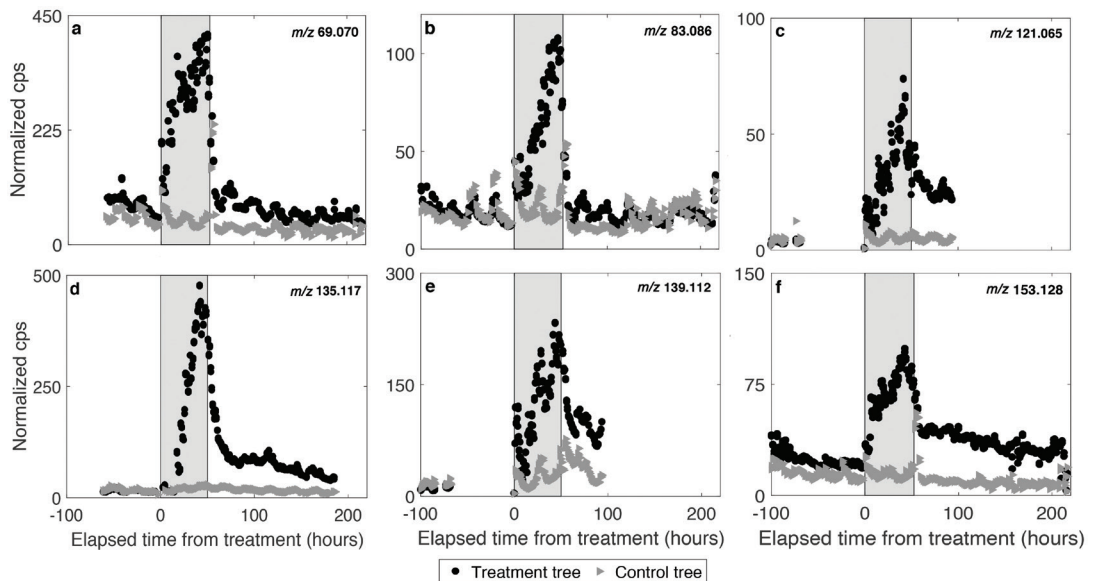 a
m/z 69.070
b
m/z 83.086
c
m/z 121.065
450
225
0
100
50
0
100
50
0
Normalized cps
d
m/z 135.117
e
m/z 139.112
f
m/z 153.128
500
250
0
300
150
0
150
75
0
Normalized cps
-100 0 100 200
-100 0 100 200
-100 0 100 200
Elapsed time from treatment (hours)
Elapsed time from treatment (hours)
Elapsed time from treatment (hours)
Treatment tree Control tree